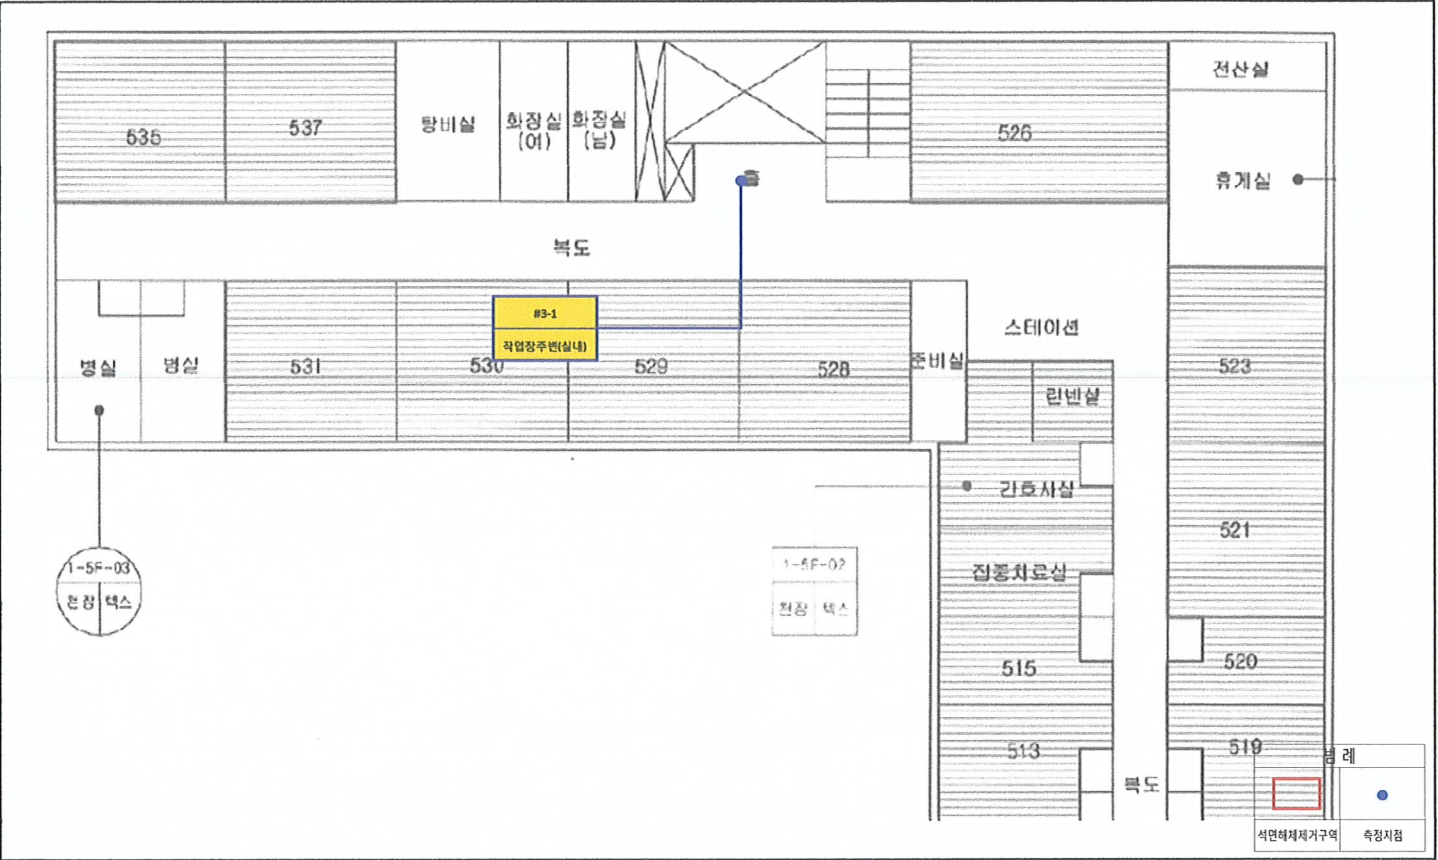 전산실
535
537
탕비실
화장실
(여)
화장실
(남)
홀
526
휴게실
복도
#3-1
작업장주변(실내)
스테이션
병실
병실
531
530
529
528
준비실
린넨실
523
간호사실
521
1-5F-03
천장 텍스
1-5F-02
천장 텍스
집중치료실
515
520
513
519
복도
범 례
석면해체제거구역
측정지점